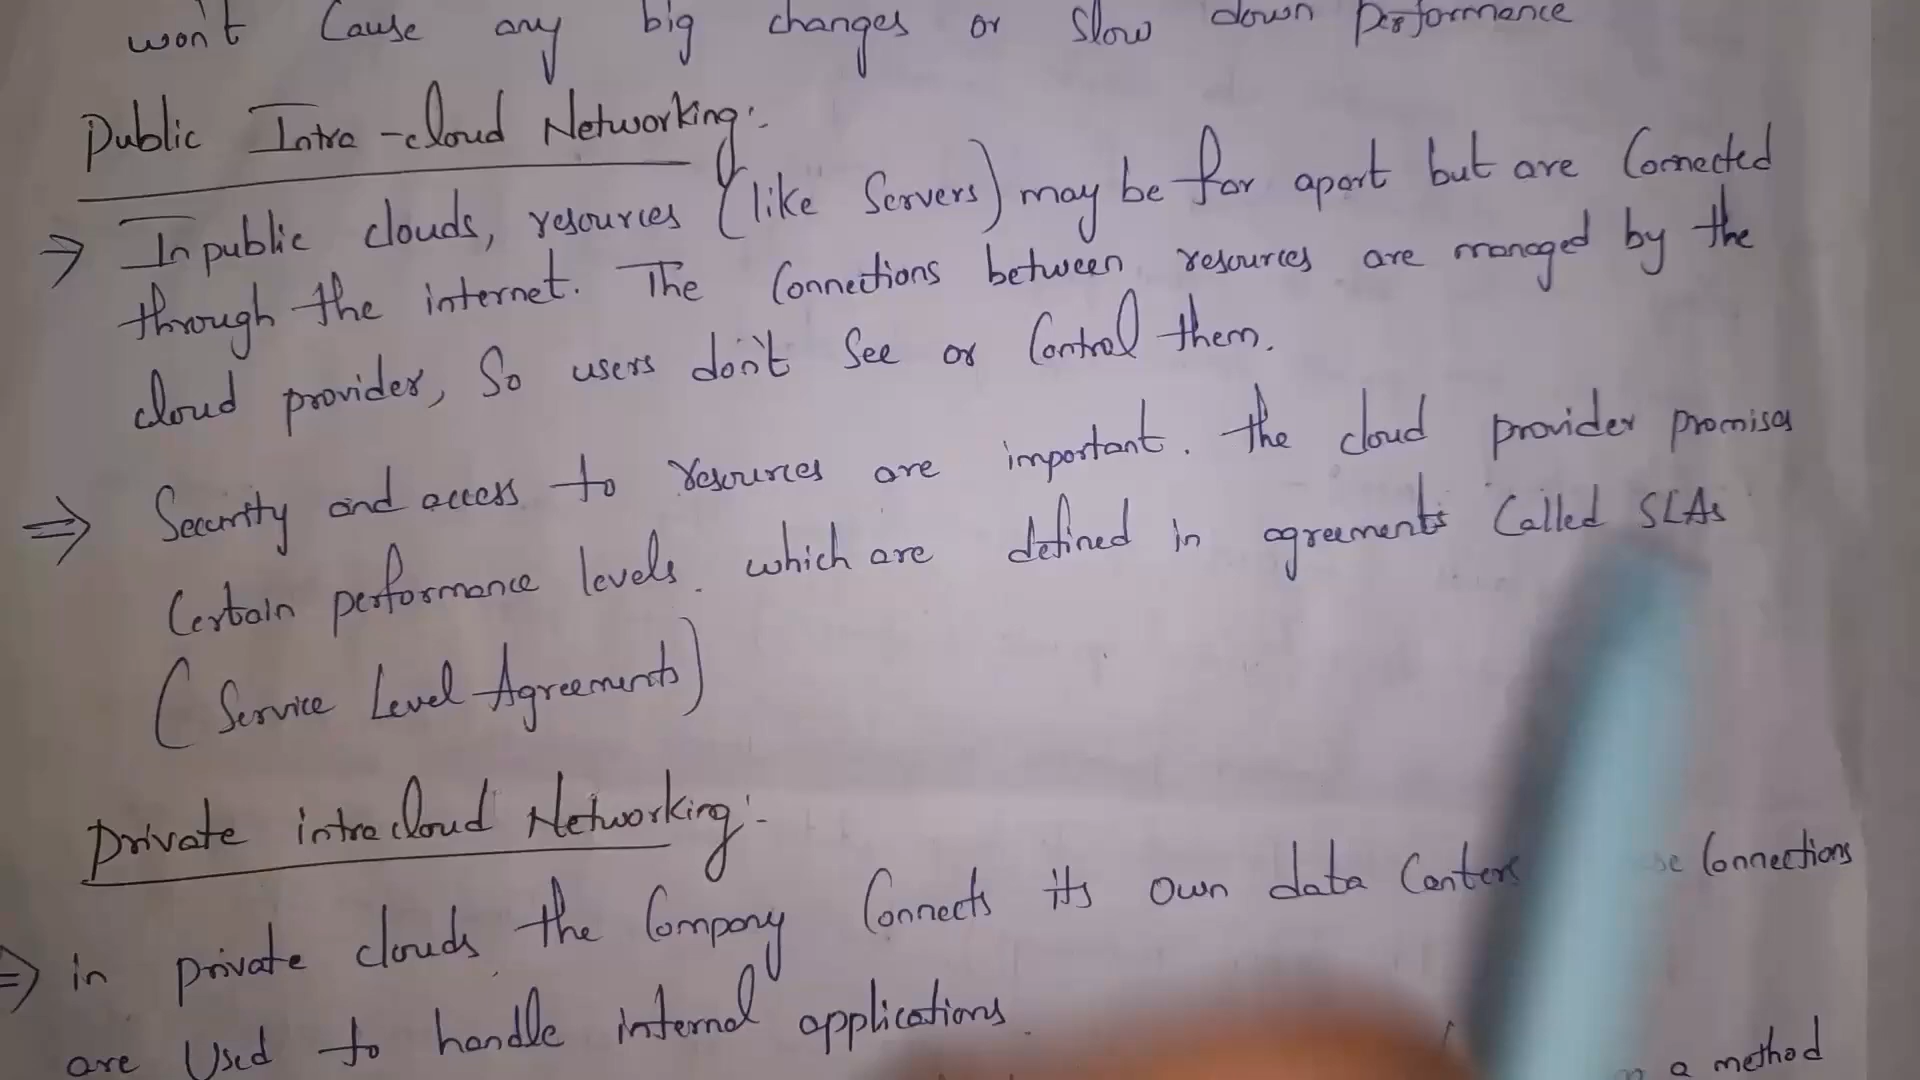 won't Cause any big changes or slow down performance
Public Intra-cloud Networking:-
⇒ In public clouds, resources (like Servers) may be far apart but are Connected
through the internet. The Connections between resources are managed by the
cloud provider, So users don't See or Control them.
⇒ Security and access to resources are important. the cloud provider promises
Certain performance levels. which are defined in agreements Called SLAs
(Service Level Agreements)
Private intracloud Networking:-
⇒ in private clouds the Company Connects its own data Centers Connections
are Used to handle internal applications.
a method